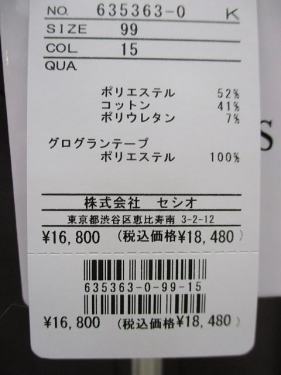 NO. 635363-0 K
SIZE 99
COL 15
QUA.
ポリエステル 52%
コットン 41%
ポリウレタン 7%
グログランテープ
ポリエステル 100%
株式会社 セシオ
東京都渋谷区恵比寿南 3-2-12
¥16,800 (税込価格¥18,480)
635363-0-99-15
¥16,800 (税込価格¥18,480)
S